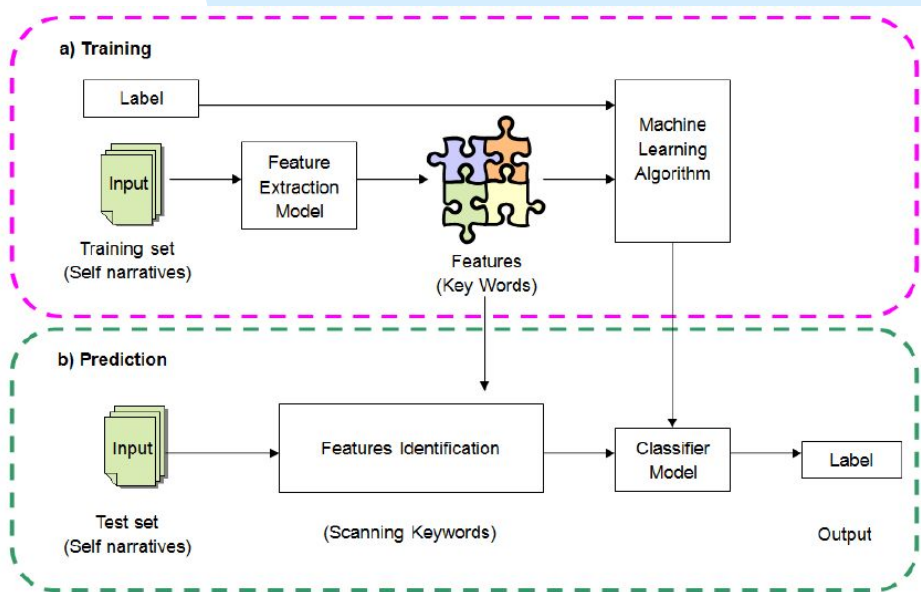 a) Training
Label
Machine
Learning
Algorithm
Input
Feature
Extraction
Model
Training set
(Self narratives)
Features
(Key Words)
b) Prediction
Input
Features Identification
Classifier
Model
Label
Test set
(Self narratives)
(Scanning Keywords)
Output